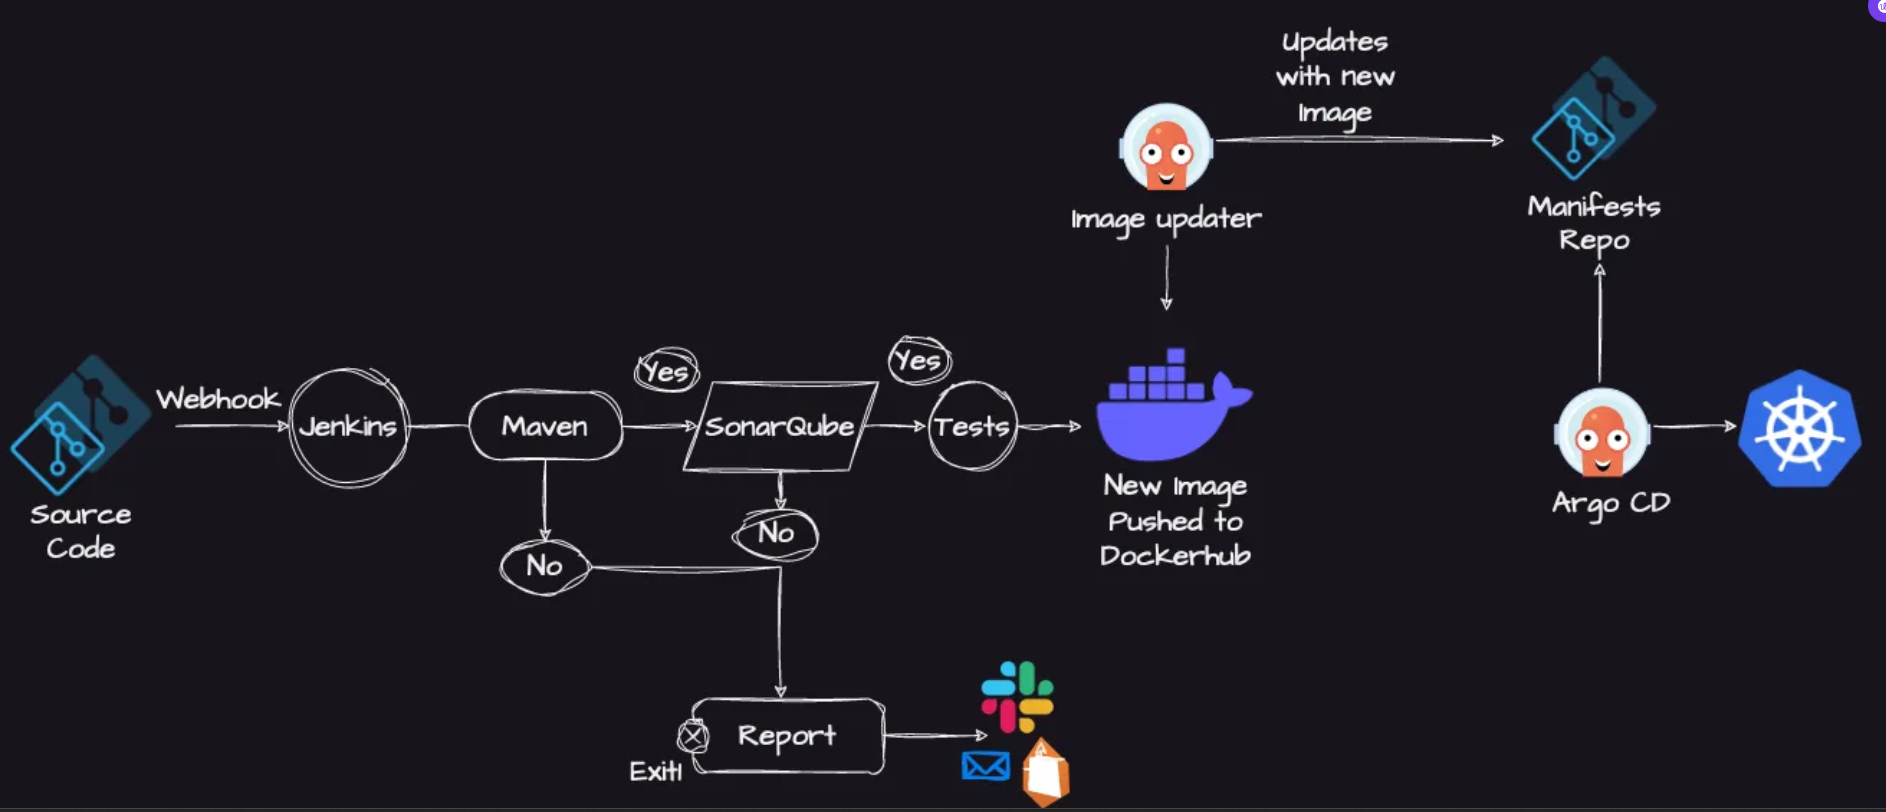 Updates
with new
Image
Image updater
Manifests
Repo
Webhook
Source
Code
Jenkins
Maven
Yes
SonarQube
Yes
Tests
No
No
New Image
Pushed to
Dockerhub
Argo CD
Report
Exit!